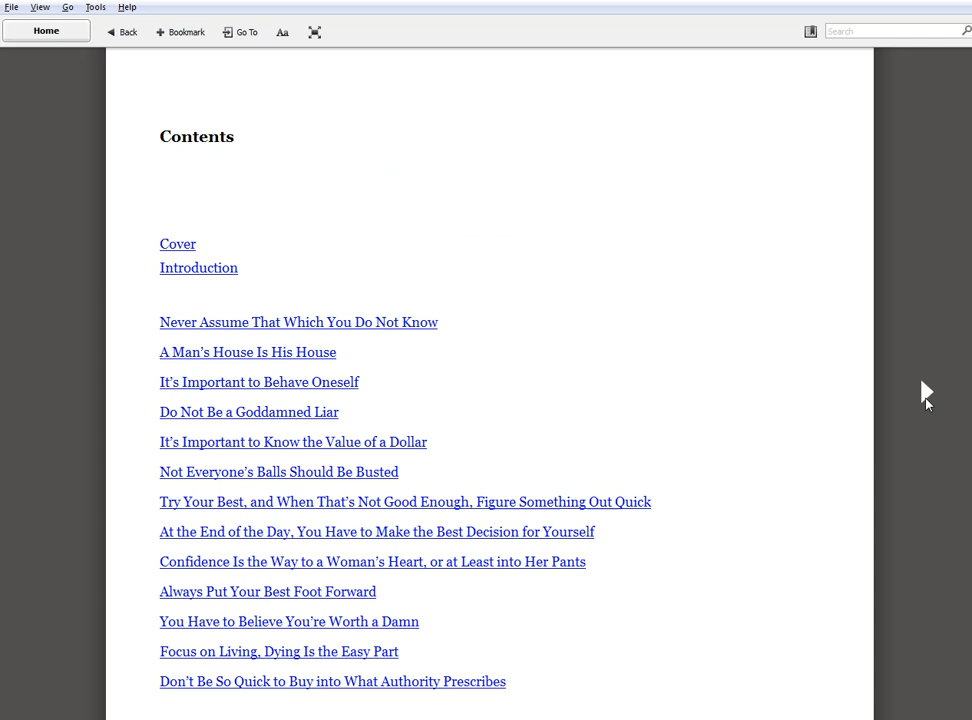 File View Go Tools Help
Home Back Bookmark Go To Aa Search
Contents
Cover
Introduction
Never Assume That Which You Do Not Know
A Man’s House Is His House
It’s Important to Behave Oneself
Do Not Be a Goddamned Liar
It’s Important to Know the Value of a Dollar
Not Everyone’s Balls Should Be Busted
Try Your Best, and When That’s Not Good Enough, Figure Something Out Quick
At the End of the Day, You Have to Make the Best Decision for Yourself
Confidence Is the Way to a Woman’s Heart, or at Least into Her Pants
Always Put Your Best Foot Forward
You Have to Believe You’re Worth a Damn
Focus on Living, Dying Is the Easy Part
Don’t Be So Quick to Buy into What Authority Prescribes